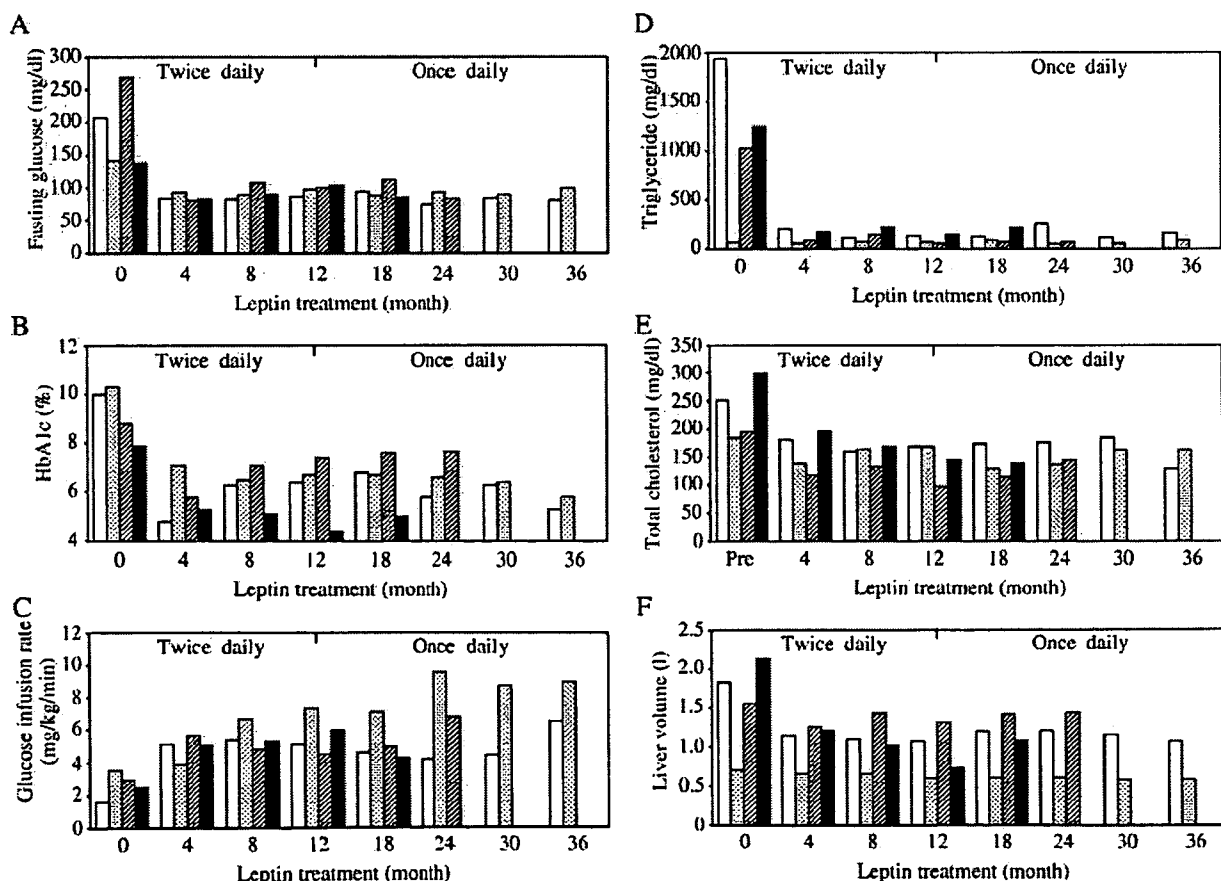 A
Fasting glucose (mg/dl)
300
250
200
150
100
50
0
Twice daily
Once daily
0 4 8 12 18 24 30 36
Leptin treatment (month)
B
HbA1c (%)
12
10
8
6
4
Twice daily
Once daily
0 4 8 12 18 24 30 36
Leptin treatment (month)
C
Glucose infusion rate
(mg/kg/min)
12
10
8
6
4
2
0
Twice daily
Once daily
0 4 8 12 18 24 30 36
Leptin treatment (month)
D
Triglyceride (mg/dl)
2000
1500
1000
500
0
Twice daily
Once daily
0 4 8 12 18 24 30 36
Leptin treatment (month)
E
Total cholesterol (mg/dl)
350
300
250
200
150
100
50
0
Twice daily
Once daily
Pre 4 8 12 18 24 30 36
Leptin treatment (month)
F
Liver volume (l)
2.5
2.0
1.5
1.0
0.5
0
Twice daily
Once daily
0 4 8 12 18 24 30 36
Leptin treatment (month)